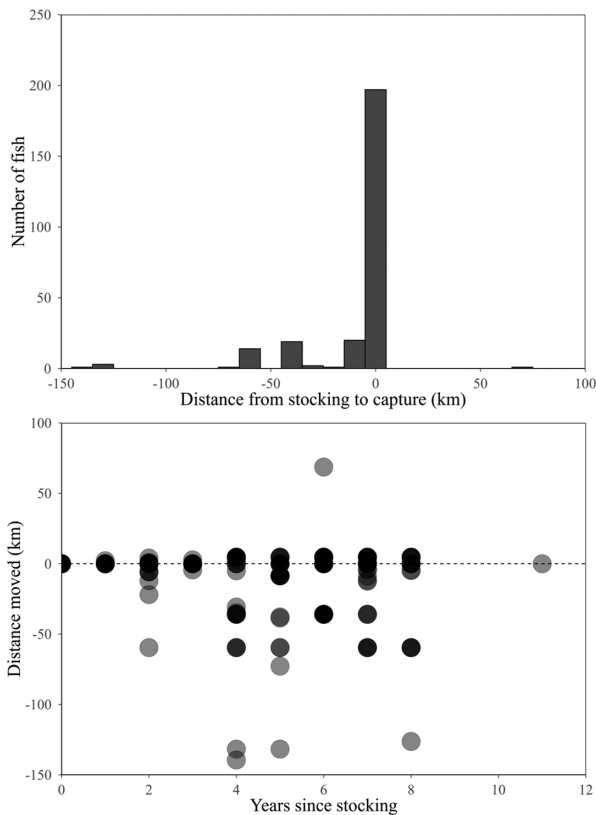 250
200
150
100
50
0
Number of fish
-150 -100 -50 0 50 100
Distance from stocking to capture (km)
100
50
0
-50
-100
-150
Distance moved (km)
0 2 4 6 8 10 12
Years since stocking